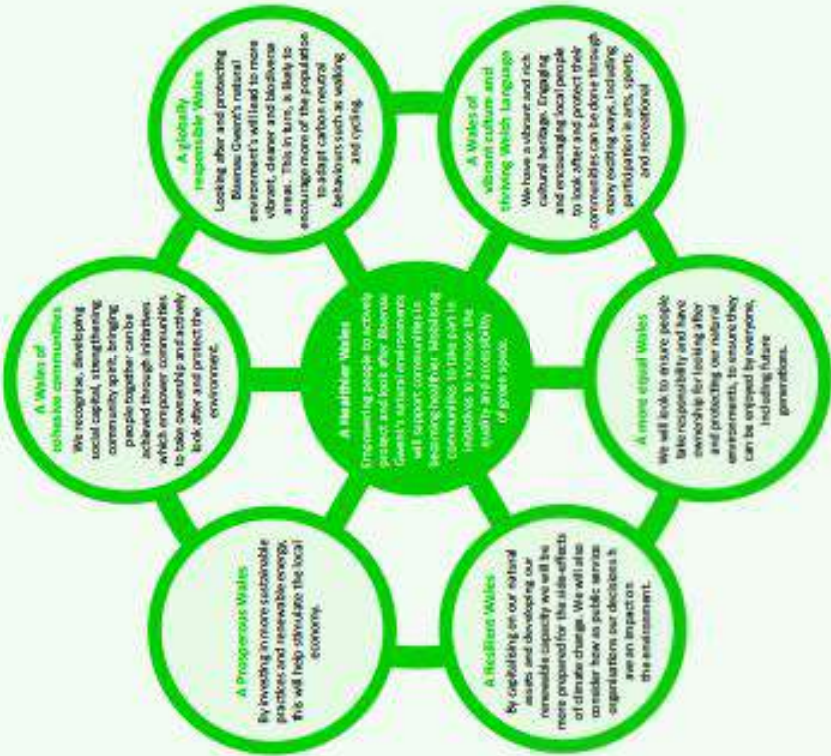 A Wales of
cohesive communities
We recognise, developing
social capital, strengthening
community spirit, bringing
people together can be
achieved through initiatives
which empower communities
to take ownership and actively
look after and protect the
environment.
A Prosperous Wales
By investing in more sustainable
practices and renewable energy,
this will help stimulate the local
economy.
A globally
responsible Wales
Looking after and protecting
Blaenau Gwent's natural
environment's will lead to more
vibrant, cleaner and biodiverse
areas. This in turn, is likely to
encourage more of the population
to adapt carbon neutral
behaviours such as walking
and cycling.
A Healthier Wales
Empowering people to actively
protect and look after Blaenau
Gwent's natural environments
will support communities in
becoming healthier. Mobilising
communities to take part in
initiatives to increase the
quality and accessibility
of green space.
A Resilient Wales
By capitalising on our natural
assets and developing our
renewable capacity we will be
more prepared for the side-effects
of climate change. We will also
consider how as public service
organisations our decisions h
ave an impact on
the environment.
A Wales of
vibrant culture and
thriving Welsh Language
We have a vibrant and rich
cultural heritage. Engaging
and encouraging local people
to look after and protect their
communities can be done through
many exciting ways, including
participation in arts, sports
and recreational
A more equal Wales
We will look to ensure people
take responsibility and have
ownership for looking after
and protecting our natural
environments, to ensure they
can be enjoyed by everyone,
including future
generations.